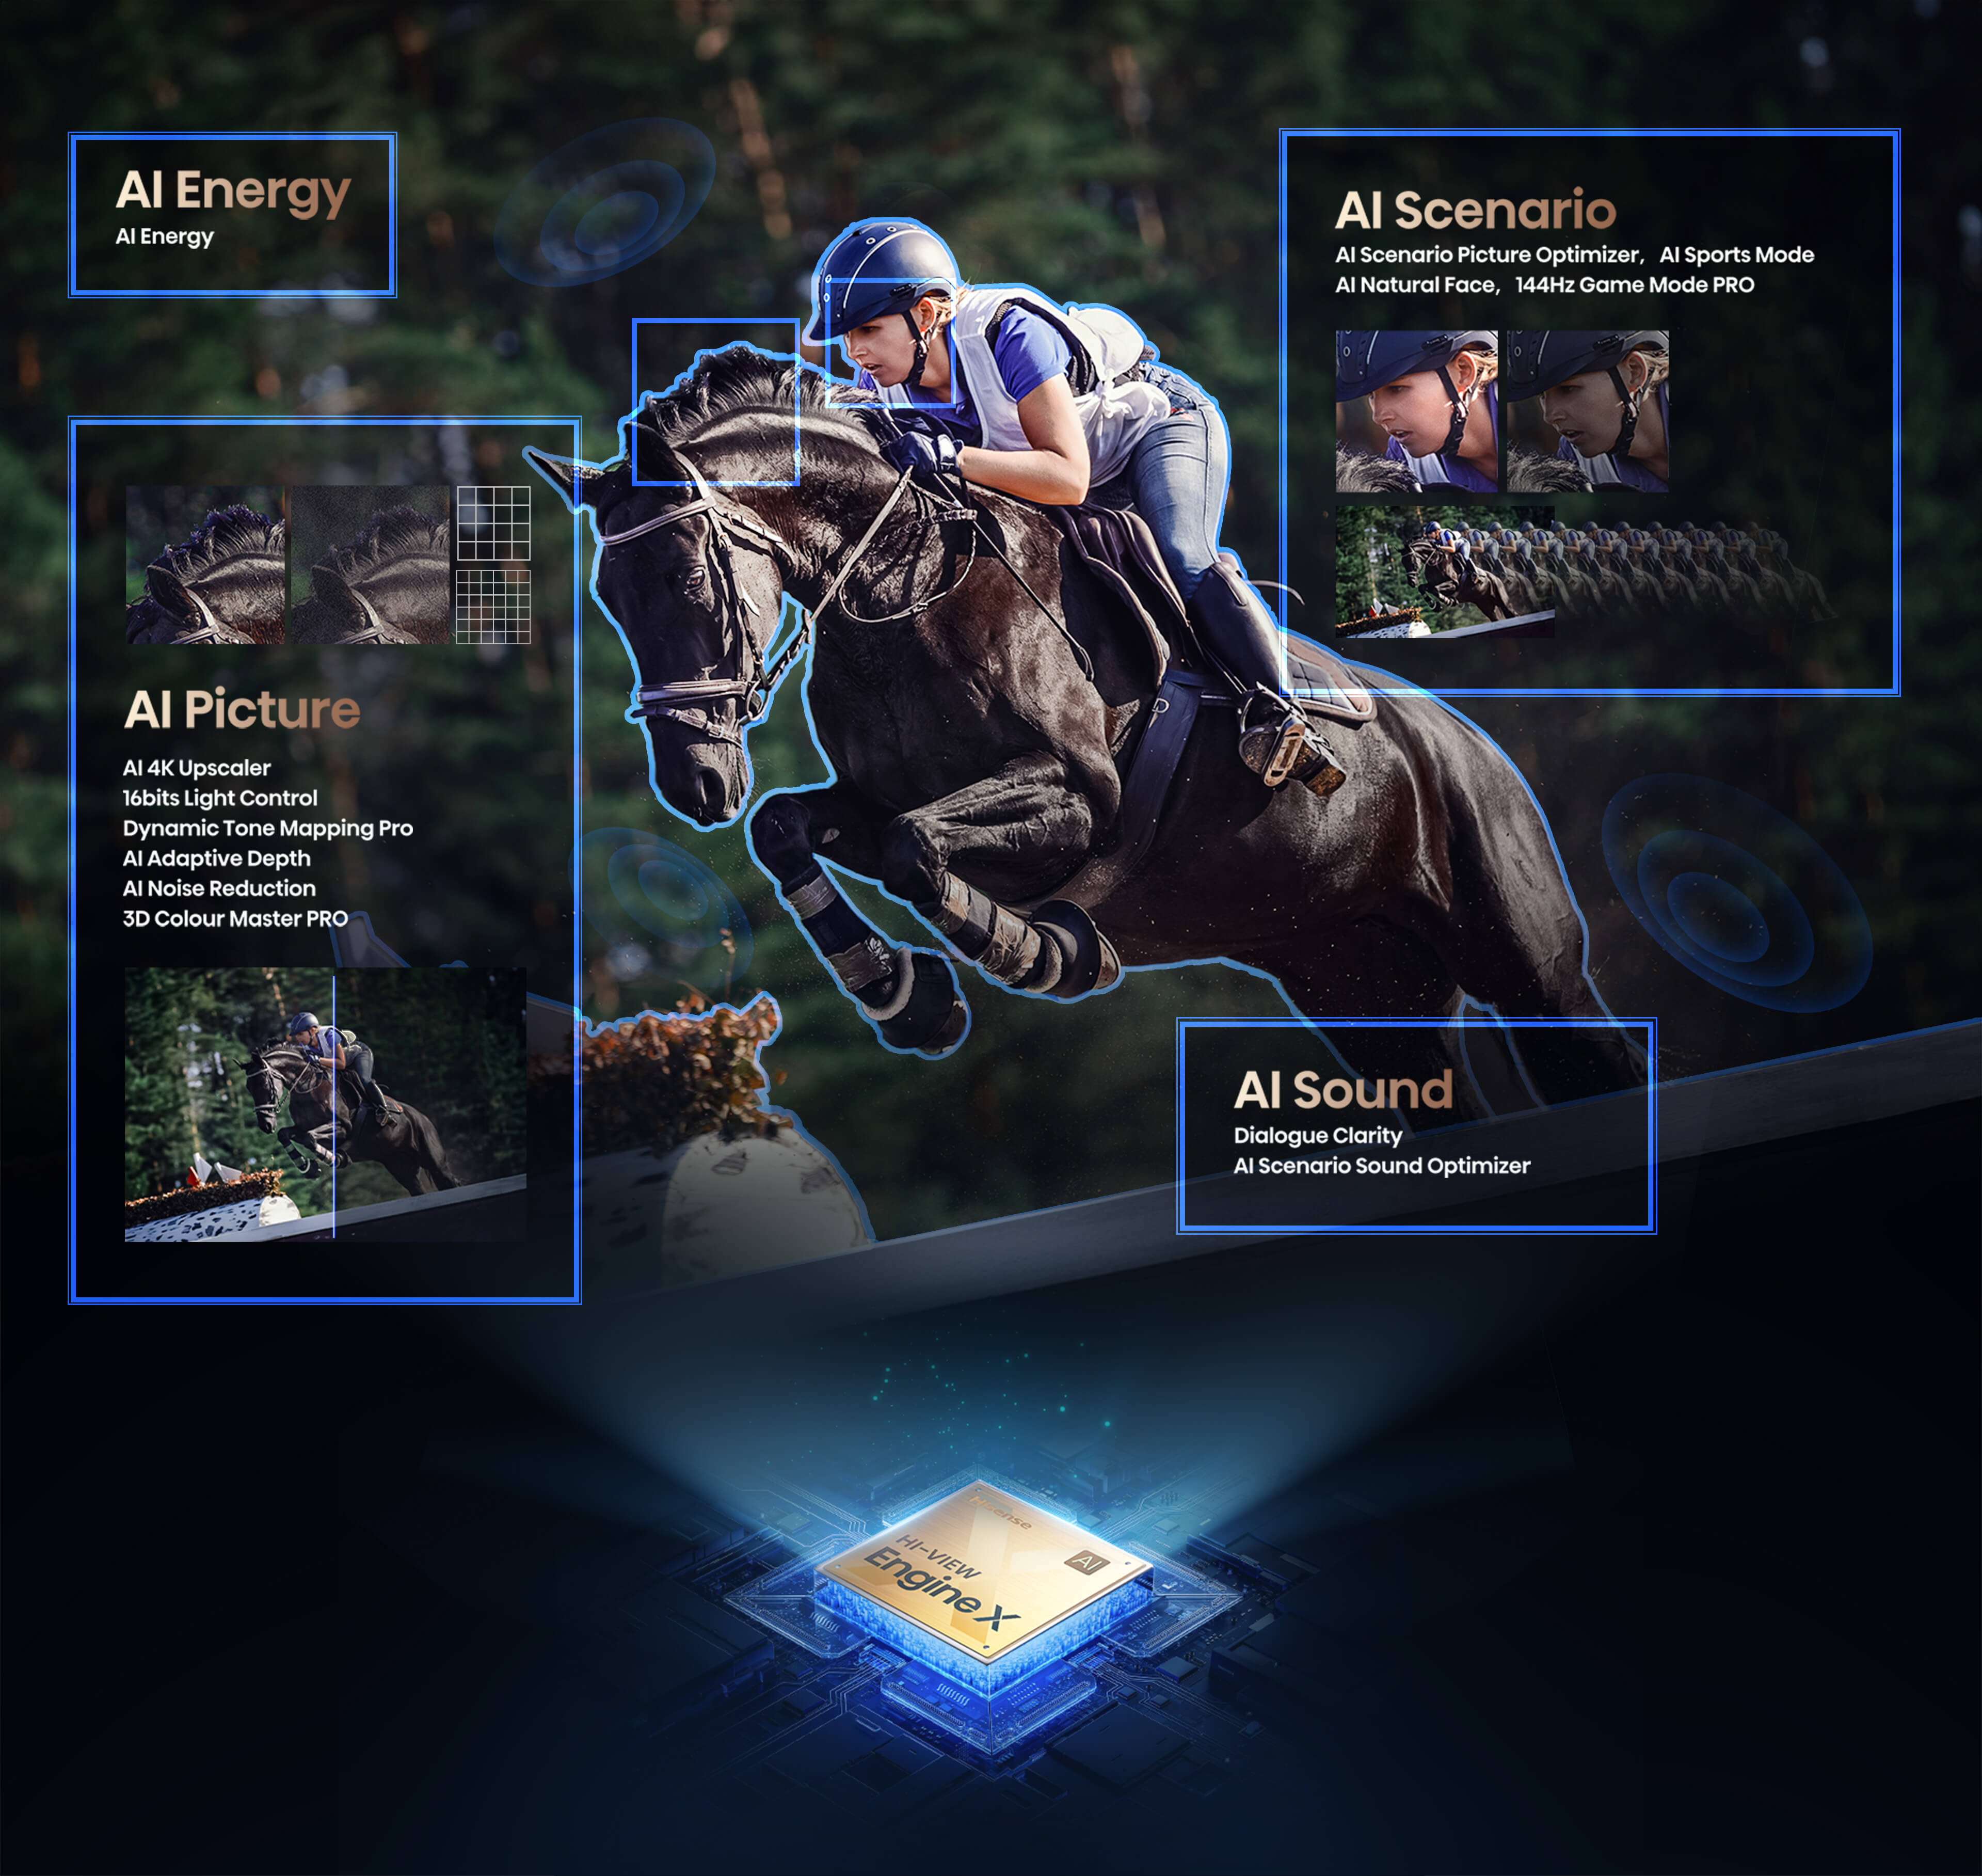 AI Energy
AI Energy
AI Scenario
AI Scenario Picture Optimizer, AI Sports Mode
AI Natural Face, 144Hz Game Mode PRO
AI Picture
AI 4K Upscaler
16bits Light Control
Dynamic Tone Mapping Pro
AI Adaptive Depth
AI Noise Reduction
3D Colour Master PRO
AI Sound
Dialogue Clarity
AI Scenario Sound Optimizer
Hisense
HI-VIEW
AI
Engine X